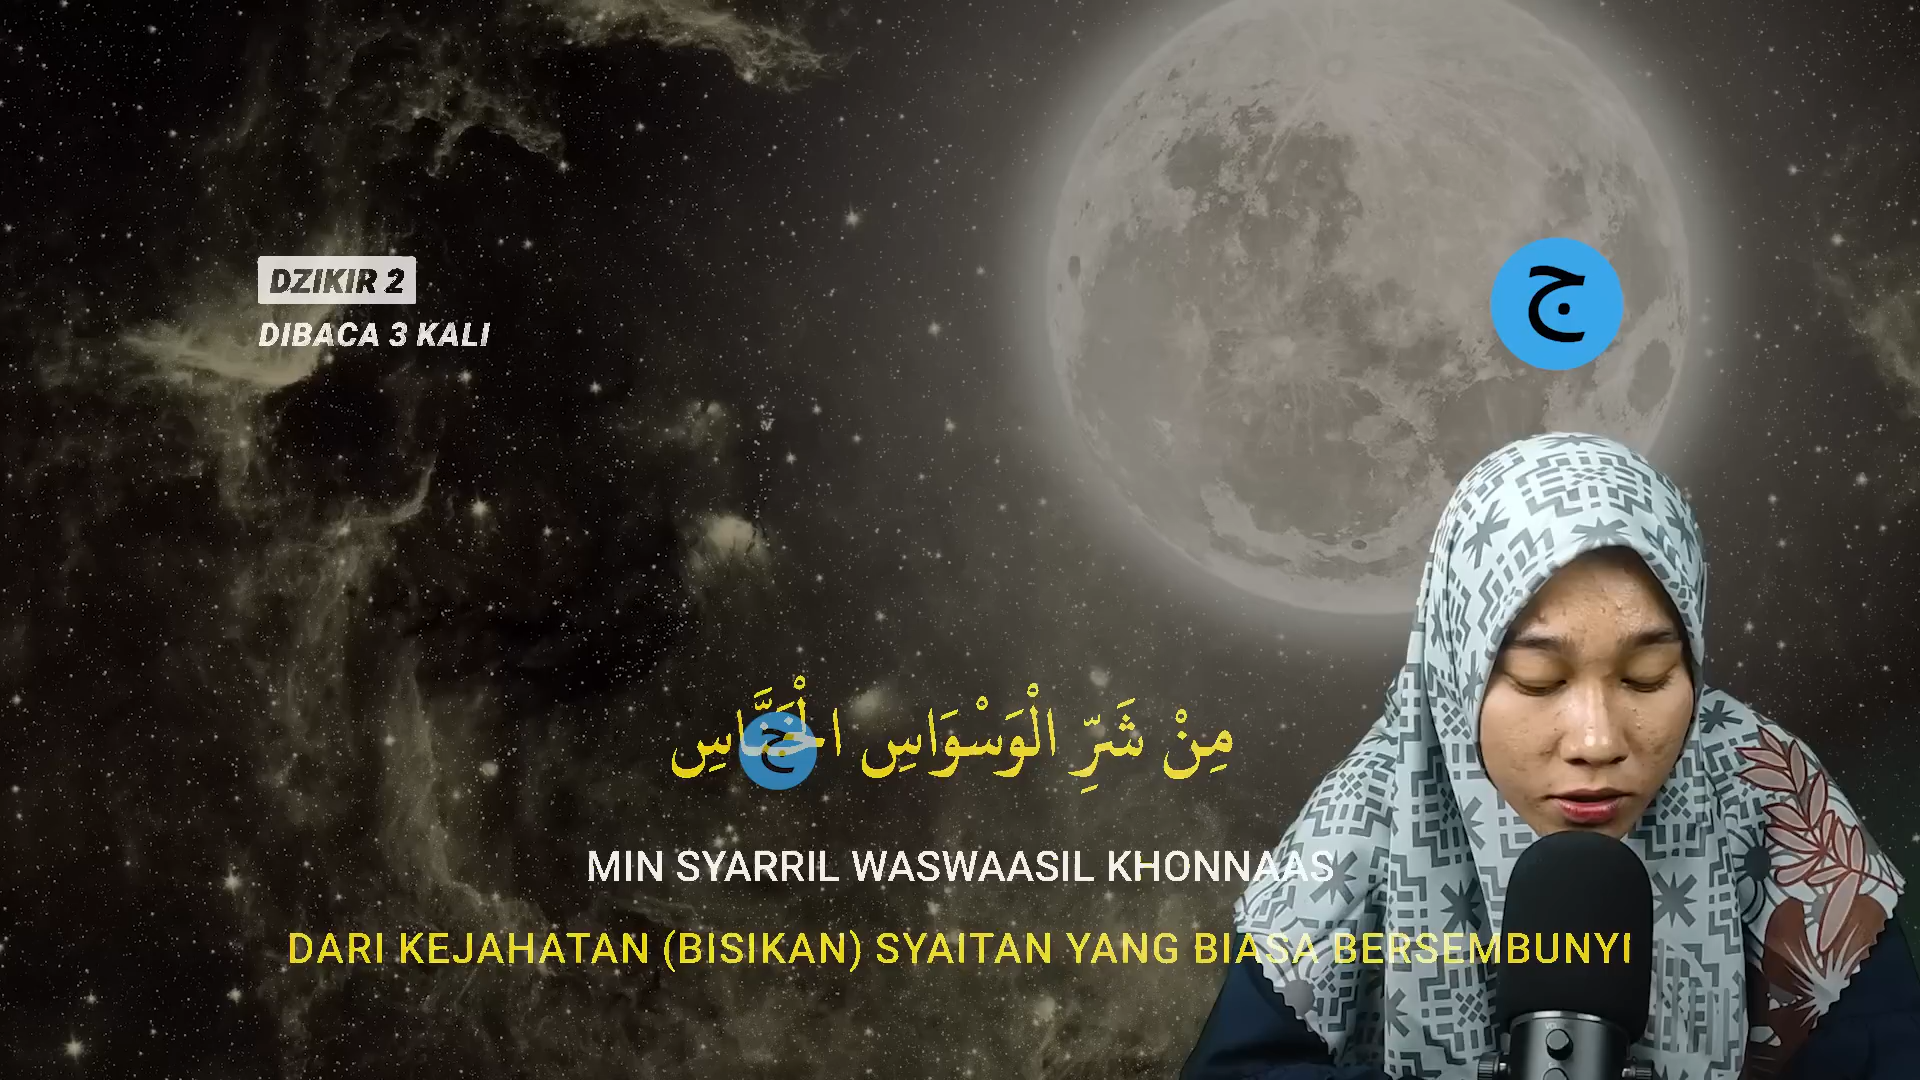 DZIKIR 2
DIBACA 3 KALI
ج
مِنْ شَرِّ الْوَسْوَاسِ الْخَنَّاسِ
ج
MIN SYARRIL WASWAASIL KHONNAAS
DARI KEJAHATAN (BISIKAN) SYAITAN YANG BIASA BERSEMBUNYI